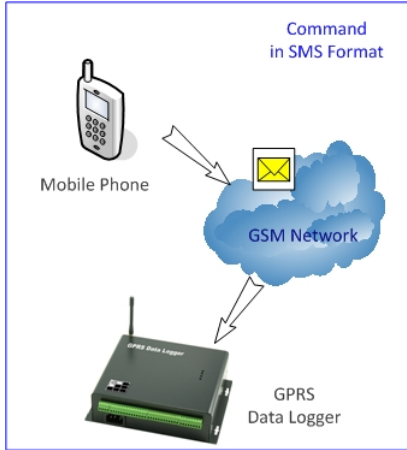 Command
in SMS Format
Mobile Phone
GSM Network
GPRS Data Logger
GPRS
Data Logger